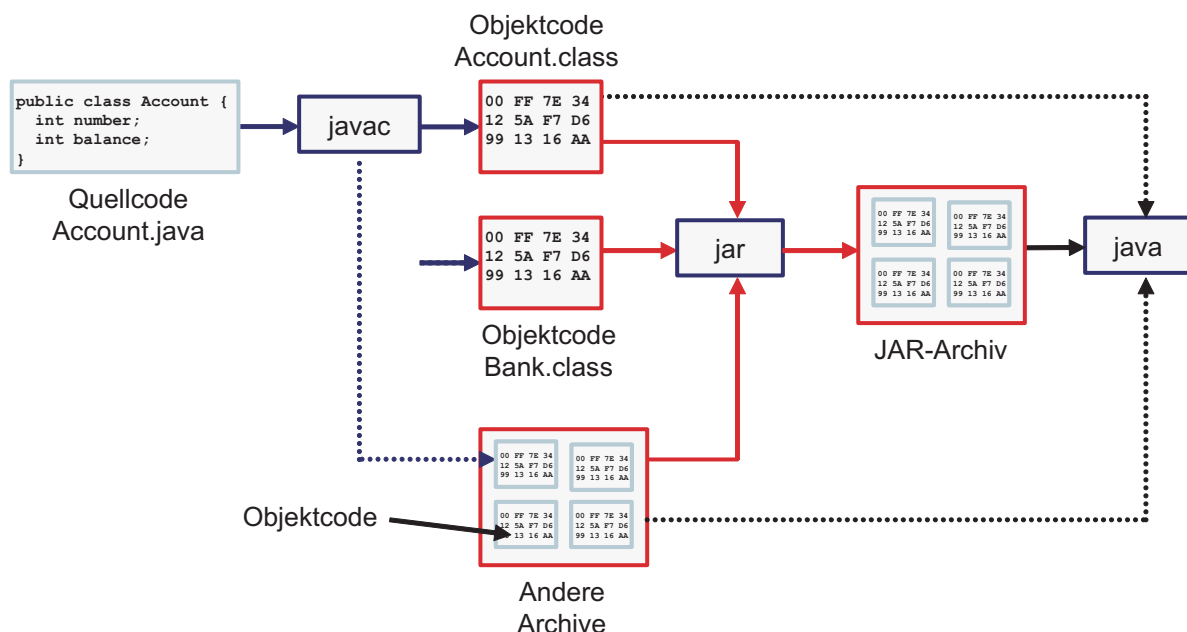 Objektcode
Account.class
public class Account {
int number;
int balance;
}
javac
00 FF 7E 34
12 5A F7 D6
99 13 16 AA
Quellcode
Account.java
00 FF 7E 34
12 5A F7 D6
99 13 16 AA
jar
00 FF 7E 34
12 5A F7 D6
99 13 16 AA
00 FF 7E 34
12 5A F7 D6
99 13 16 AA
00 FF 7E 34
12 5A F7 D6
99 13 16 AA
00 FF 7E 34
12 5A F7 D6
99 13 16 AA
java
Objektcode
Bank.class
JAR-Archiv
00 FF 7E 34
12 5A F7 D6
99 13 16 AA
00 FF 7E 34
12 5A F7 D6
99 13 16 AA
Objektcode
00 FF 7E 34
12 5A F7 D6
13 16 AA
00 FF 7E 34
12 5A F7 D6
99 13 16 AA
Andere
Archive